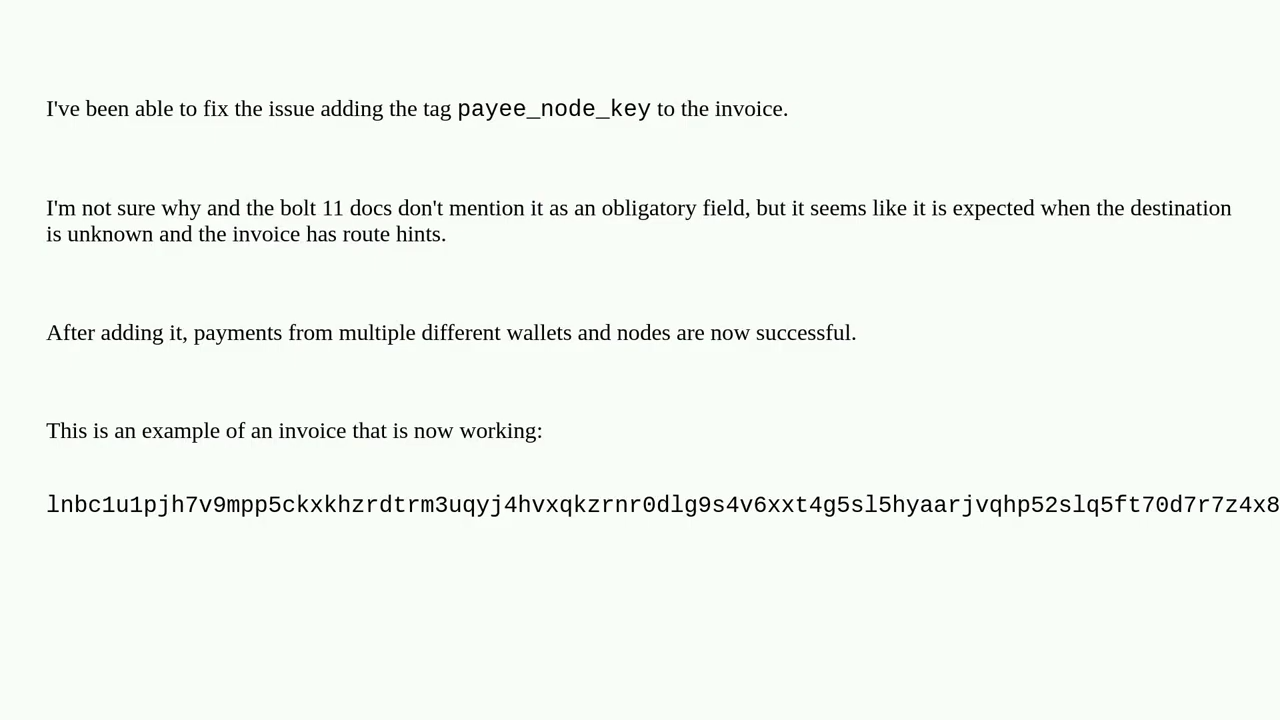 I've been able to fix the issue adding the tag payee_node_key to the invoice.
I'm not sure why and the bolt 11 docs don't mention it as an obligatory field, but it seems like it is expected when the destination
is unknown and the invoice has route hints.
After adding it, payments from multiple different wallets and nodes are now successful.
This is an example of an invoice that is now working:
lnbc1u1pjh7v9mpp5ckxkhzrdtrm3uqyj4hvxqkzrnr0dlg9s4v6xxt4g5sl5hyaarjvqhp52slq5ft70d7r7z4x8